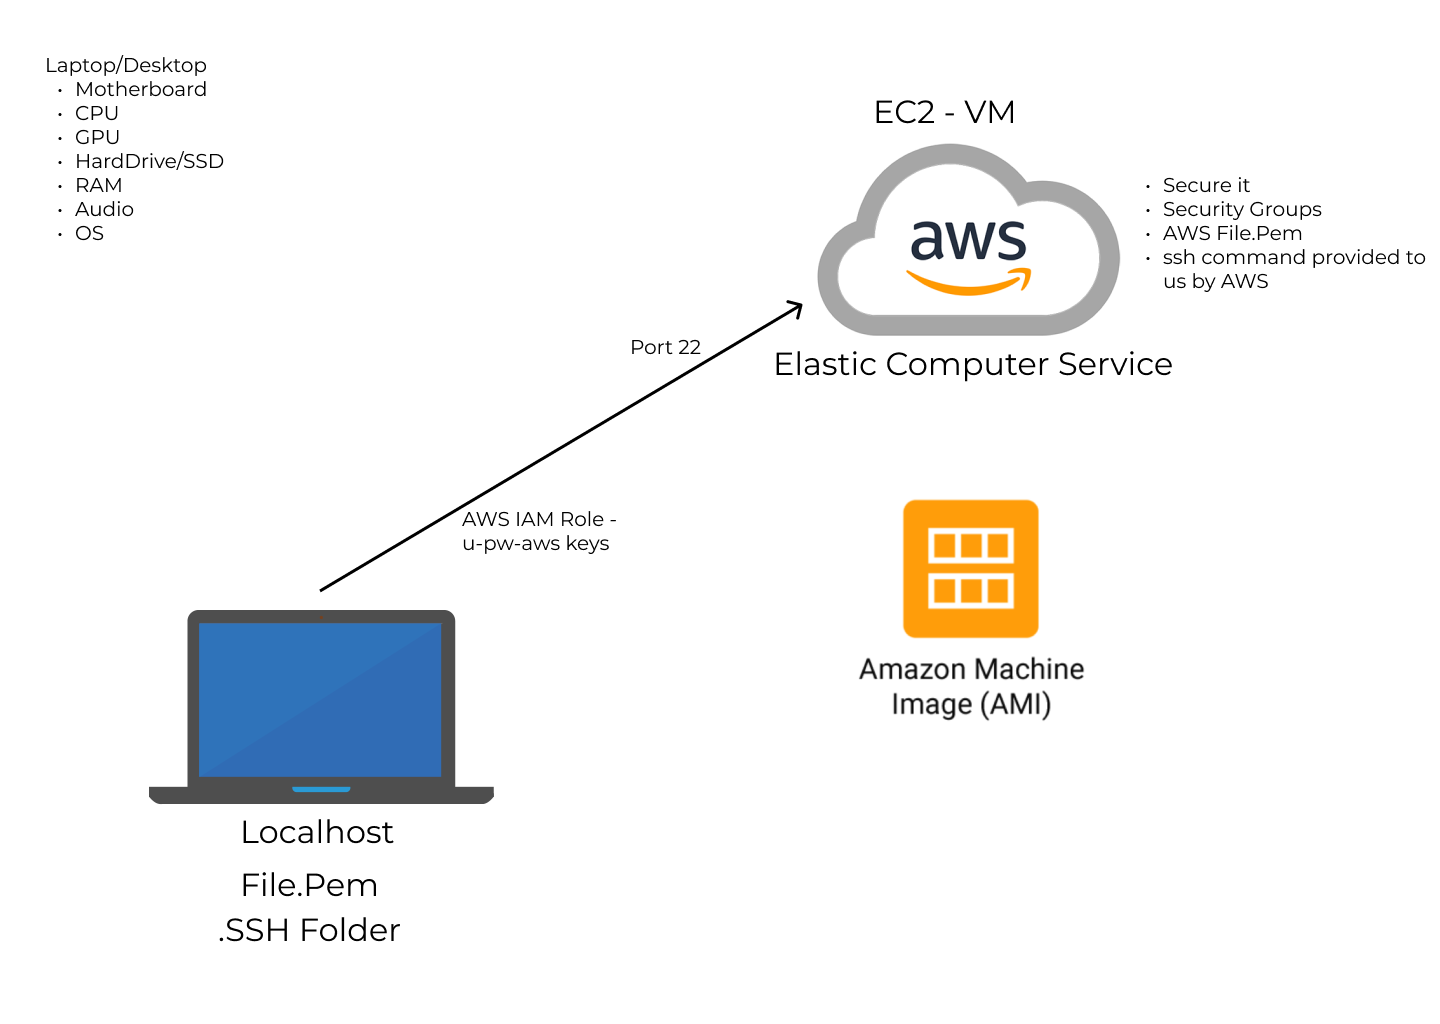 Laptop/Desktop
• Motherboard
• CPU
• GPU
• HardDrive/SSD
• RAM
• Audio
• OS
EC2 - VM
aws
• Secure it
• Security Groups
• AWS File.Pem
• ssh command provided to
us by AWS
Elastic Computer Service
Port 22
AWS IAM Role -
u-pw-aws keys
Amazon Machine
Image (AMI)
Localhost
File.Pem
.SSH Folder